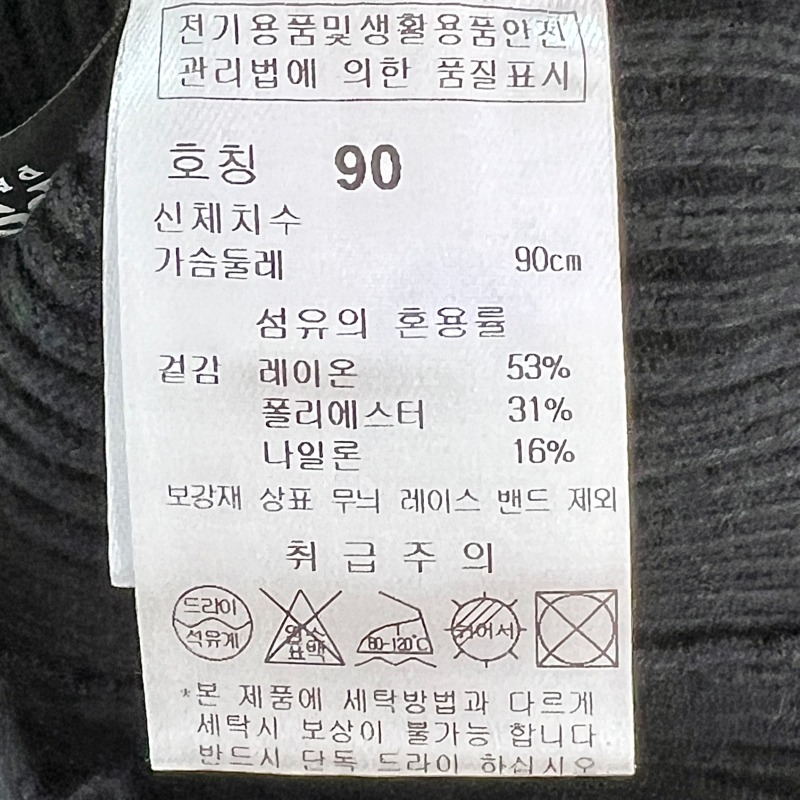 전기용품및생활용품안전
관리법에 의한 품질표시
호칭 90
신체치수
가슴둘레 90cm
섬유의 혼용률
겉감 레이온 53%
폴리에스터 31%
나일론 16%
보강재 상표 무늬 레이스 밴드 제외
취급주의
드라이
석유계
염소
표백
80-120℃
뉘어서
*본 제품에 세탁방법과 다르게
세탁시 보상이 불가능 합니다
반드시 단독 드라이 하십시오